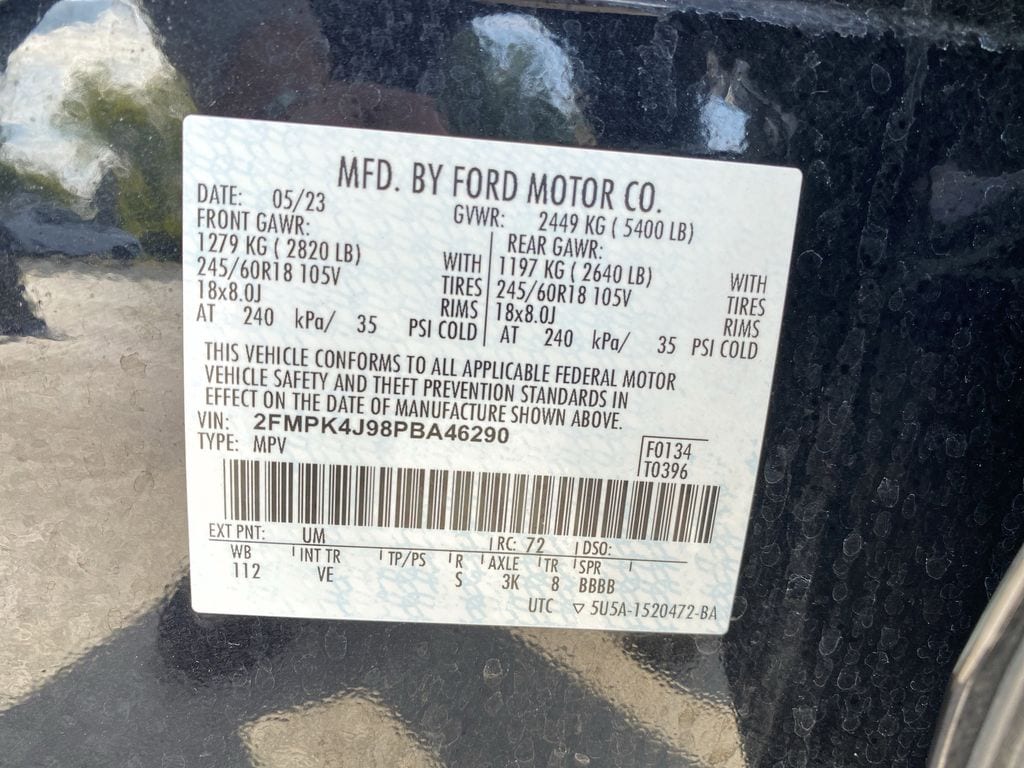 MFD. BY FORD MOTOR CO.
DATE: 05/23 GVWR: 2449 KG ( 5400 LB)
FRONT GAWR: REAR GAWR:
1279 KG ( 2820 LB) WITH 1197 KG ( 2640 LB) WITH
245/60R18 105V TIRES 245/60R18 105V TIRES
18x8.0J RIMS 18x8.0J RIMS
AT 240 kPa/ 35 PSI COLD AT 240 kPa/ 35 PSI COLD
THIS VEHICLE CONFORMS TO ALL APPLICABLE FEDERAL MOTOR
VEHICLE SAFETY AND THEFT PREVENTION STANDARDS IN
EFFECT ON THE DATE OF MANUFACTURE SHOWN ABOVE.
VIN: 2FMPK4J98PBA46290
TYPE: MPV
F0134
T0396
EXT PNT: UM RC: 72 DSO:
WB INT TR TP/PS R AXLE TR SPR
112 VE S 3K 8 BBBB
UTC ▽ 5U5A-1520472-BA